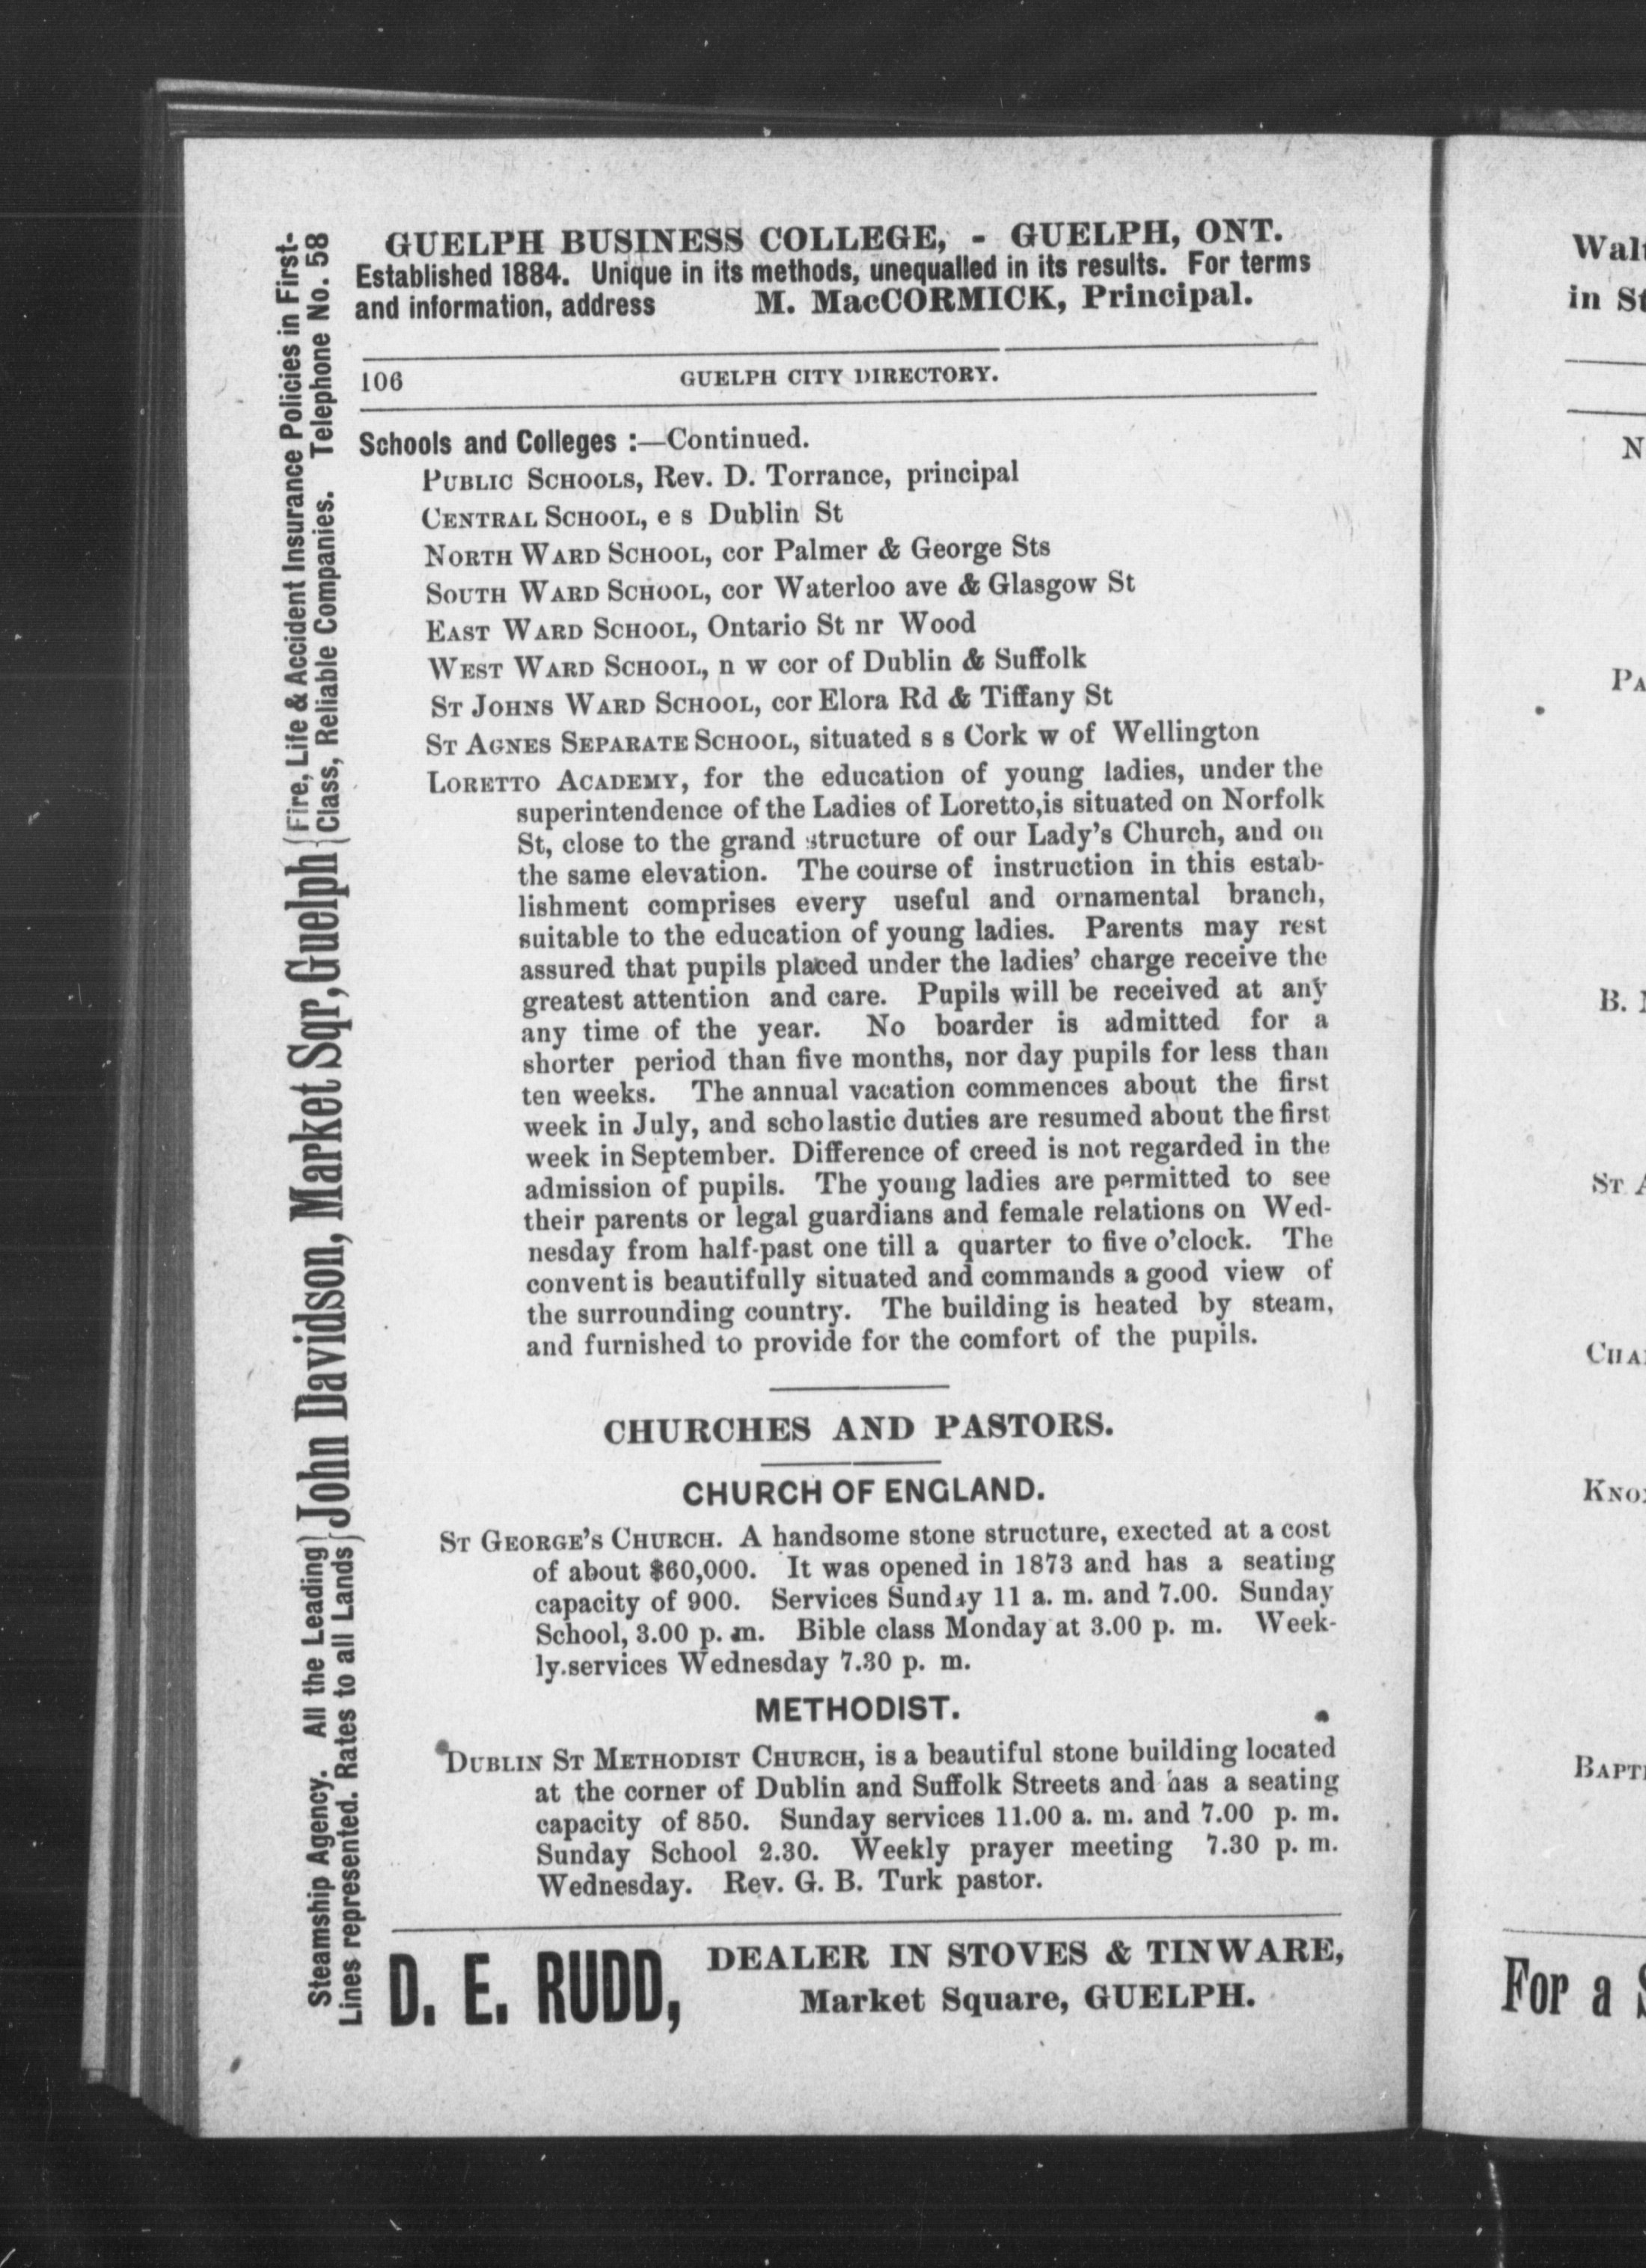 GUELPH BUSINESS COLLEGE, - GUELPH, ONT.
Established 1884. Unique in its methods, unequalled in its results. For terms
and information, address M. MacCORMICK, Principal.
106 GUELPH CITY DIRECTORY.
Schools and Colleges :—Continued.
PUBLIC SCHOOLS, Rev. D. Torrance, principal
CENTRAL SCHOOL, e s Dublin St
NORTH WARD SCHOOL, cor Palmer & George Sts
SOUTH WARD SCHOOL, cor Waterloo ave & Glasgow St
EAST WARD SCHOOL, Ontario St nr Wood
WEST WARD SCHOOL, n w cor of Dublin & Suffolk
ST JOHNS WARD SCHOOL, cor Elora Rd & Tiffany St
ST AGNES SEPARATE SCHOOL, situated s s Cork w of Wellington
LORETTO ACADEMY, for the education of young ladies, under the
superintendence of the Ladies of Loretto,is situated on Norfolk
St, close to the grand structure of our Lady's Church, and on
the same elevation. The course of instruction in this estab-
lishment comprises every useful and ornamental branch,
suitable to the education of young ladies. Parents may rest
assured that pupils placed under the ladies' charge receive the
greatest attention and care. Pupils will be received at any
any time of the year. No boarder is admitted for a
shorter period than five months, nor day pupils for less than
ten weeks. The annual vacation commences about the first
week in July, and scholastic duties are resumed about the first
week in September. Difference of creed is not regarded in the
admission of pupils. The young ladies are permitted to see
their parents or legal guardians and female relations on Wed-
nesday from half-past one till a quarter to five o'clock. The
convent is beautifully situated and commands a good view of
the surrounding country. The building is heated by steam,
and furnished to provide for the comfort of the pupils.
CHURCHES AND PASTORS.
CHURCH OF ENGLAND.
ST GEORGE'S CHURCH. A handsome stone structure, exected at a cost
of about $60,000. It was opened in 1873 and has a seating
capacity of 900. Services Sunday 11 a. m. and 7.00. Sunday
School, 3.00 p. m. Bible class Monday at 3.00 p. m. Week-
ly services Wednesday 7.30 p. m.
METHODIST.
DUBLIN ST METHODIST CHURCH, is a beautiful stone building located
at the corner of Dublin and Suffolk Streets and has a seating
capacity of 850. Sunday services 11.00 a. m. and 7.00 p. m.
Sunday School 2.30. Weekly prayer meeting 7.30 p. m.
Wednesday. Rev. G. B. Turk pastor.
D. E. RUDD, DEALER IN STOVES & TINWARE,
Market Square, GUELPH.
Steamship Agency. All the Leading
Lines represented. Rates to all Lands
John Davidson, Market Sqr, Guelph
Fire, Life & Accident Insurance Policies in First-
Class, Reliable Companies. Telephone No. 58
in
B.
For a